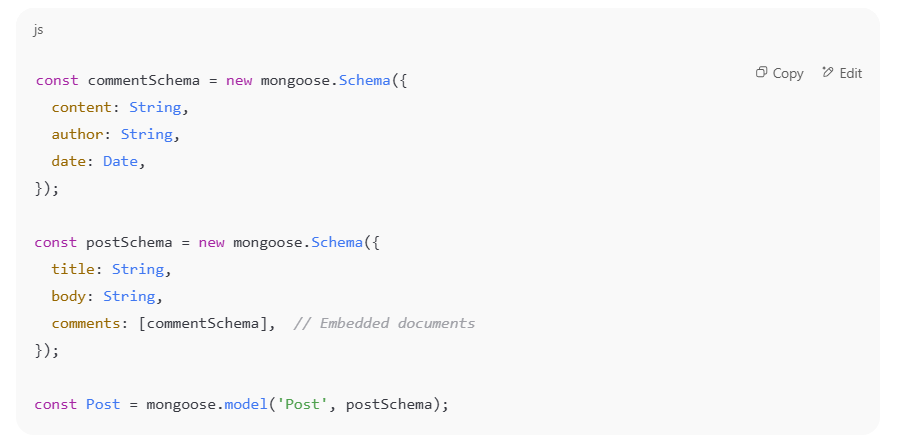 js
Copy Edit
const commentSchema = new mongoose.Schema({
  content: String,
  author: String,
  date: Date,
});
const postSchema = new mongoose.Schema({
  title: String,
  body: String,
  comments: [commentSchema],  // Embedded documents
});
const Post = mongoose.model('Post', postSchema);